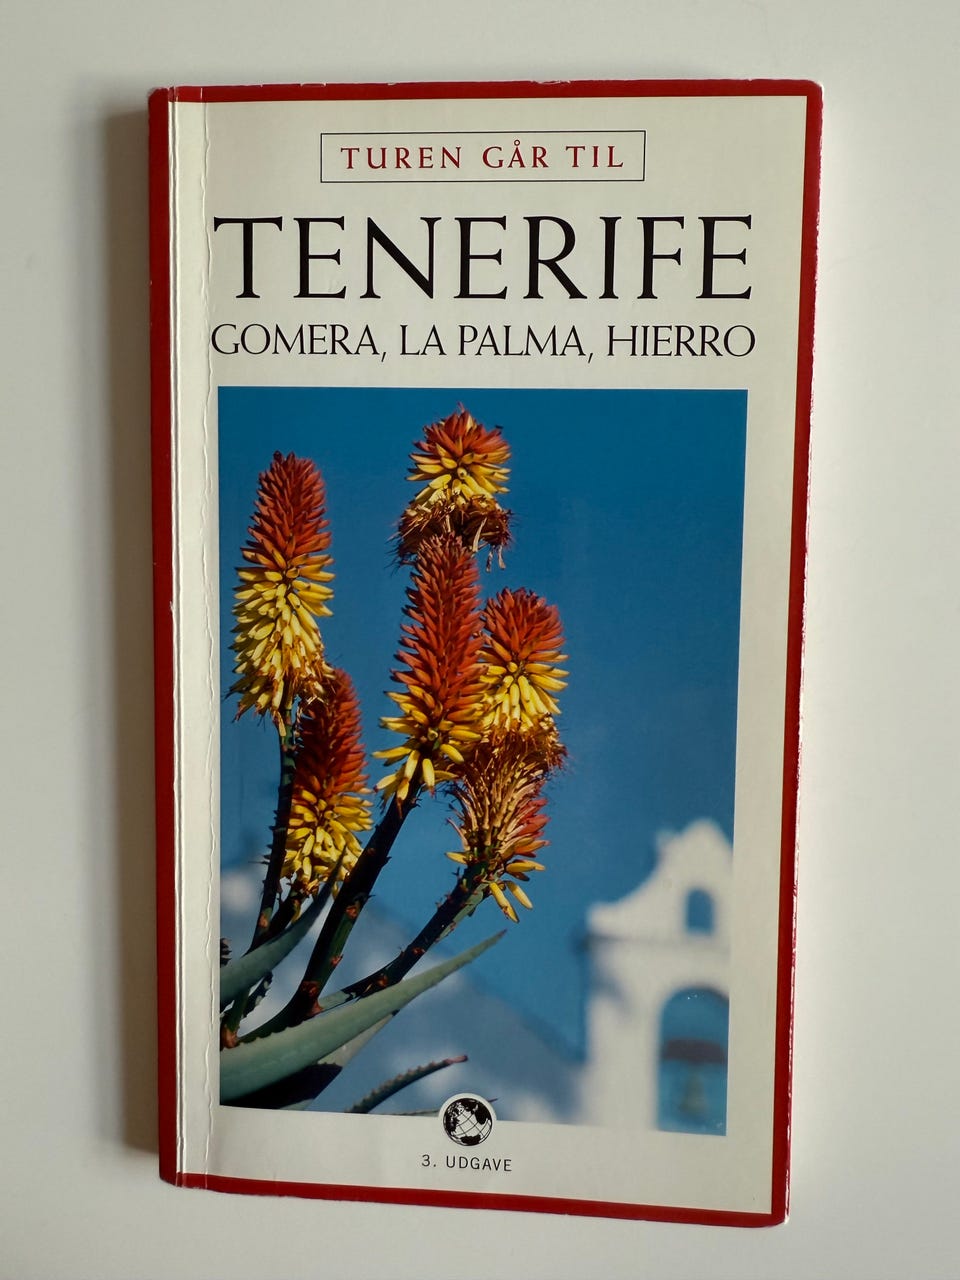 TUREN GÅR TIL
TENERIFE
GOMERA, LA PALMA, HIERRO
3. UDGAVE